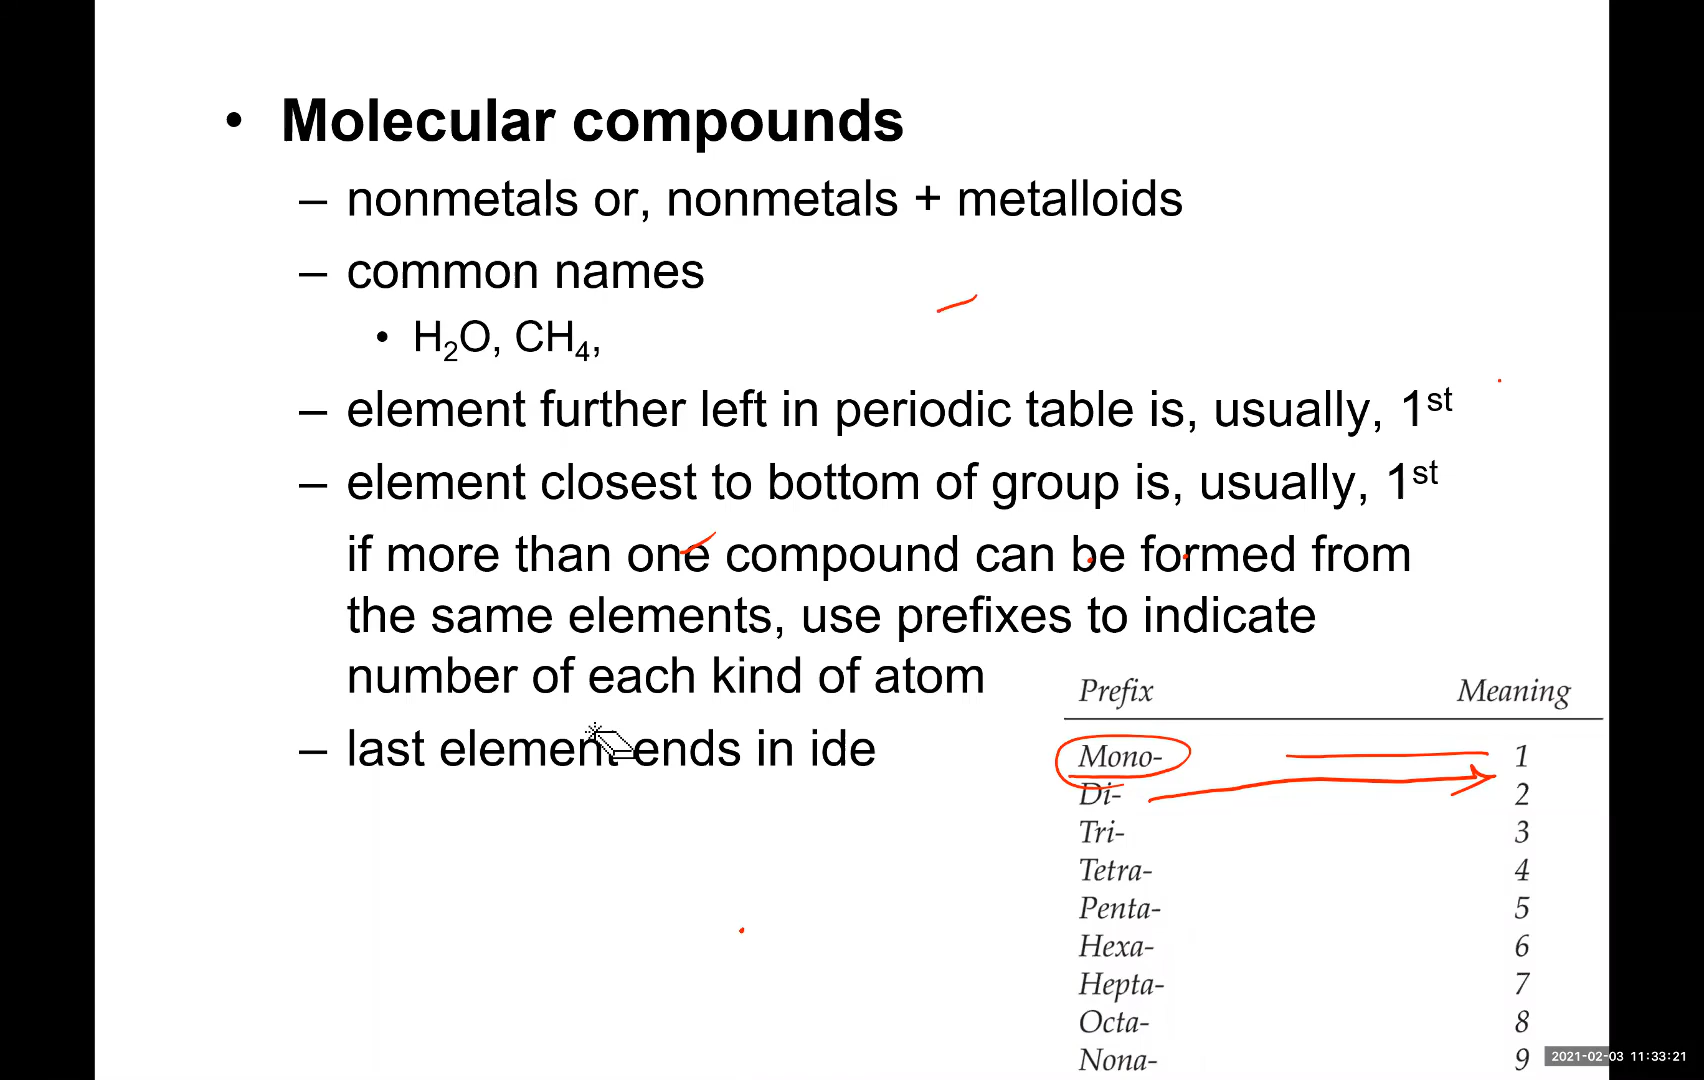 • Molecular compounds
– nonmetals or, nonmetals + metalloids
– common names
• H₂O, CH₄,
– element further left in periodic table is, usually, 1ˢᵗ
– element closest to bottom of group is, usually, 1ˢᵗ
if more than one compound can be formed from
the same elements, use prefixes to indicate
number of each kind of atom
– last element ends in ide
Prefix Meaning
Mono- 1
Di- 2
Tri- 3
Tetra- 4
Penta- 5
Hexa- 6
Hepta- 7
Octa- 8
Nona- 9
2021-02-03 11:33:21